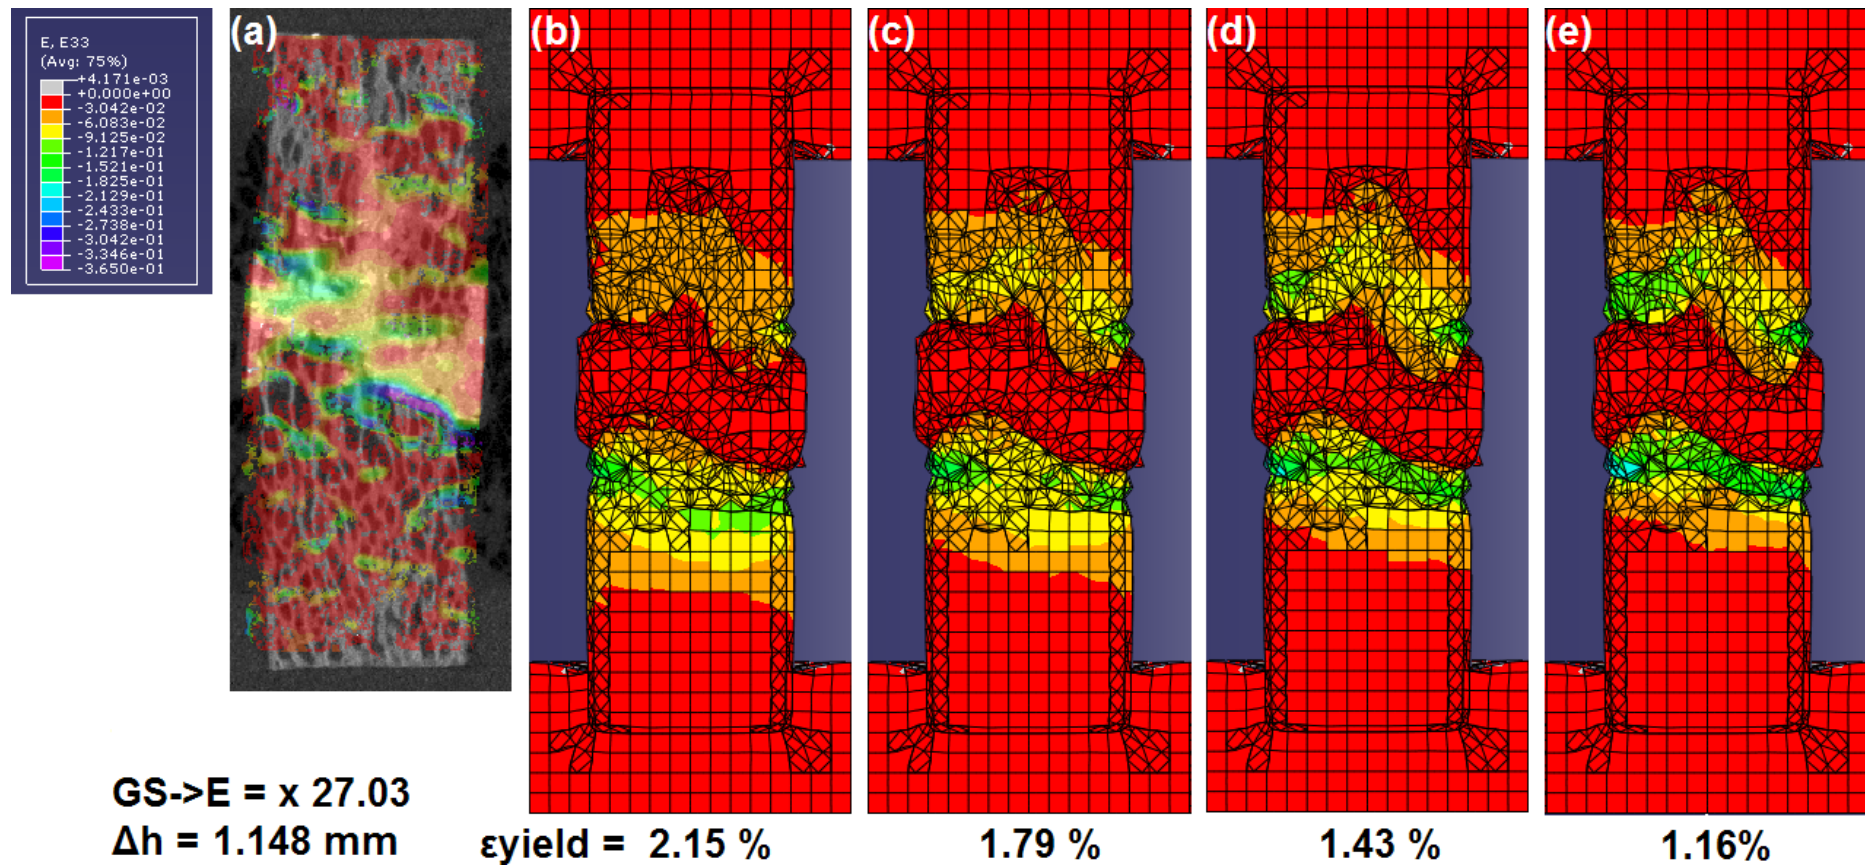 E, E33
(Avg: 75%)
+4.171e-03
+0.000e+00
-3.042e-02
-6.083e-02
-9.125e-02
-1.217e-01
-1.521e-01
-1.825e-01
-2.129e-01
-2.433e-01
-2.738e-01
-3.042e-01
-3.346e-01
-3.650e-01
(a)
(b)
(c)
(d)
(e)
GS->E = x 27.03
Δh = 1.148 mm
εyield = 2.15 %
1.79 %
1.43 %
1.16%